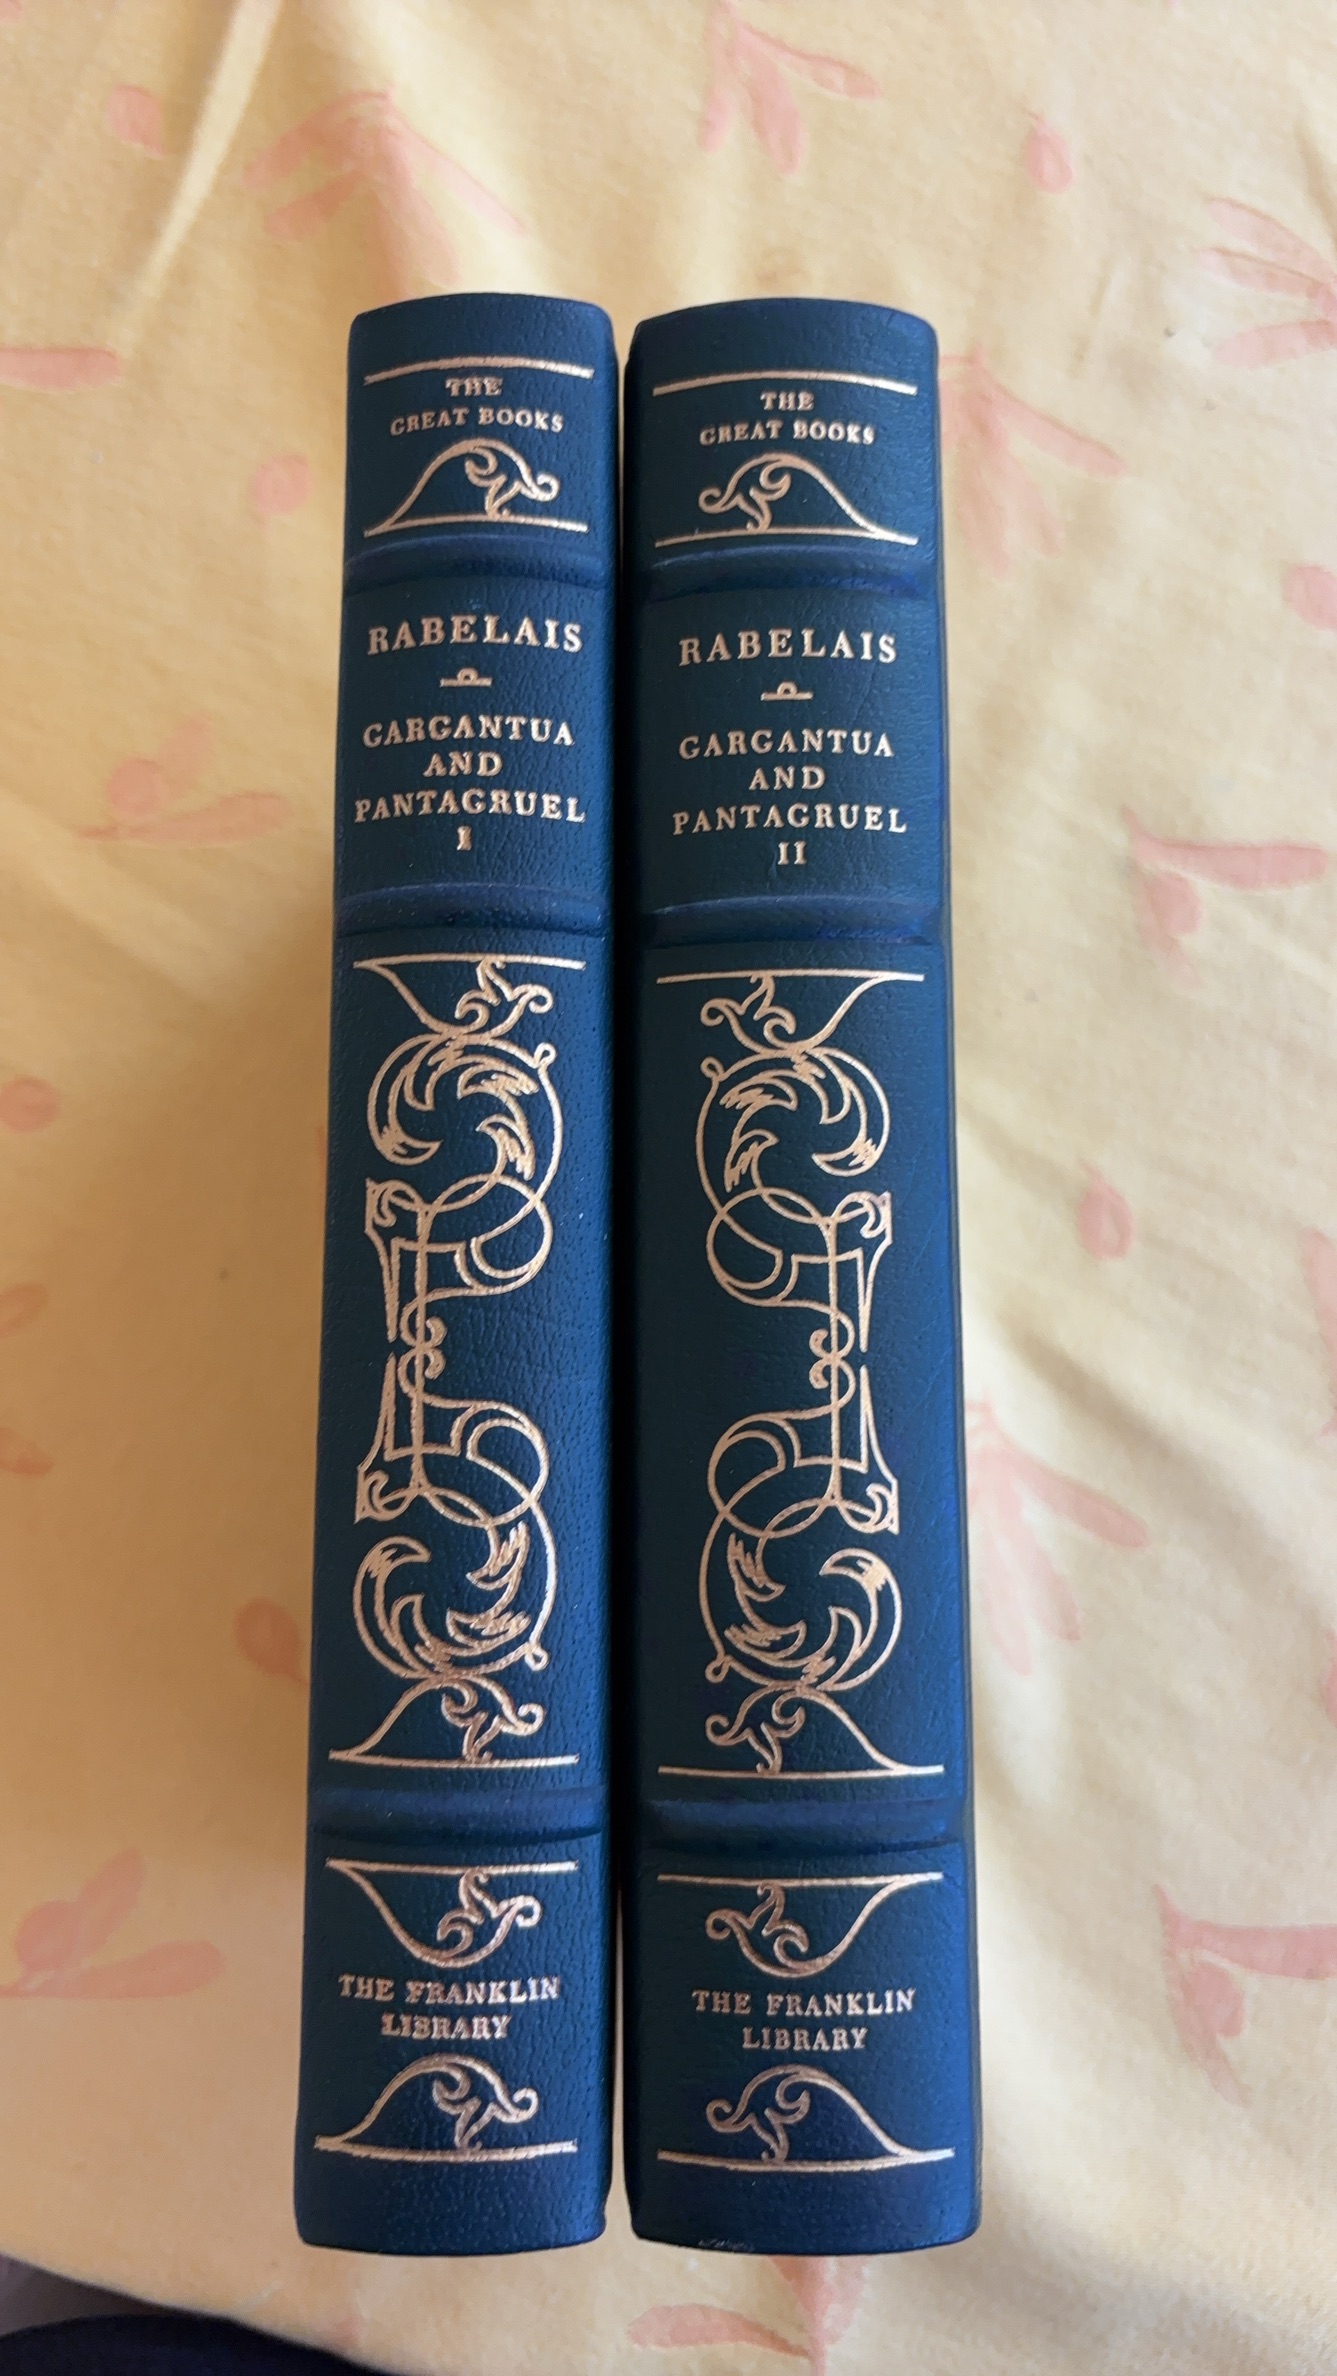 THE
GREAT BOOKS
RABELAIS
GARGANTUA
AND
PANTAGRUEL
I
THE FRANKLIN
LIBRARY
THE
GREAT BOOKS
RABELAIS
GARGANTUA
AND
PANTAGRUEL
II
THE FRANKLIN
LIBRARY